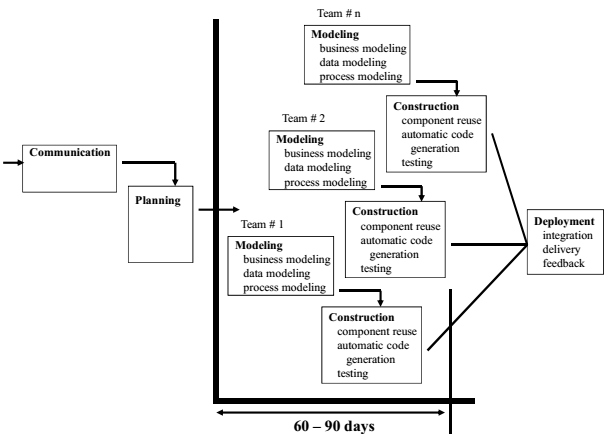 Team # n
Modeling
business modeling
data modeling
process modeling
Construction
component reuse
automatic code
generation
testing
Team # 2
Modeling
business modeling
data modeling
process modeling
Communication
Planning
Construction
component reuse
automatic code
generation
testing
Team # 1
Modeling
business modeling
data modeling
process modeling
Deployment
integration
delivery
feedback
Construction
component reuse
automatic code
generation
testing
60 – 90 days